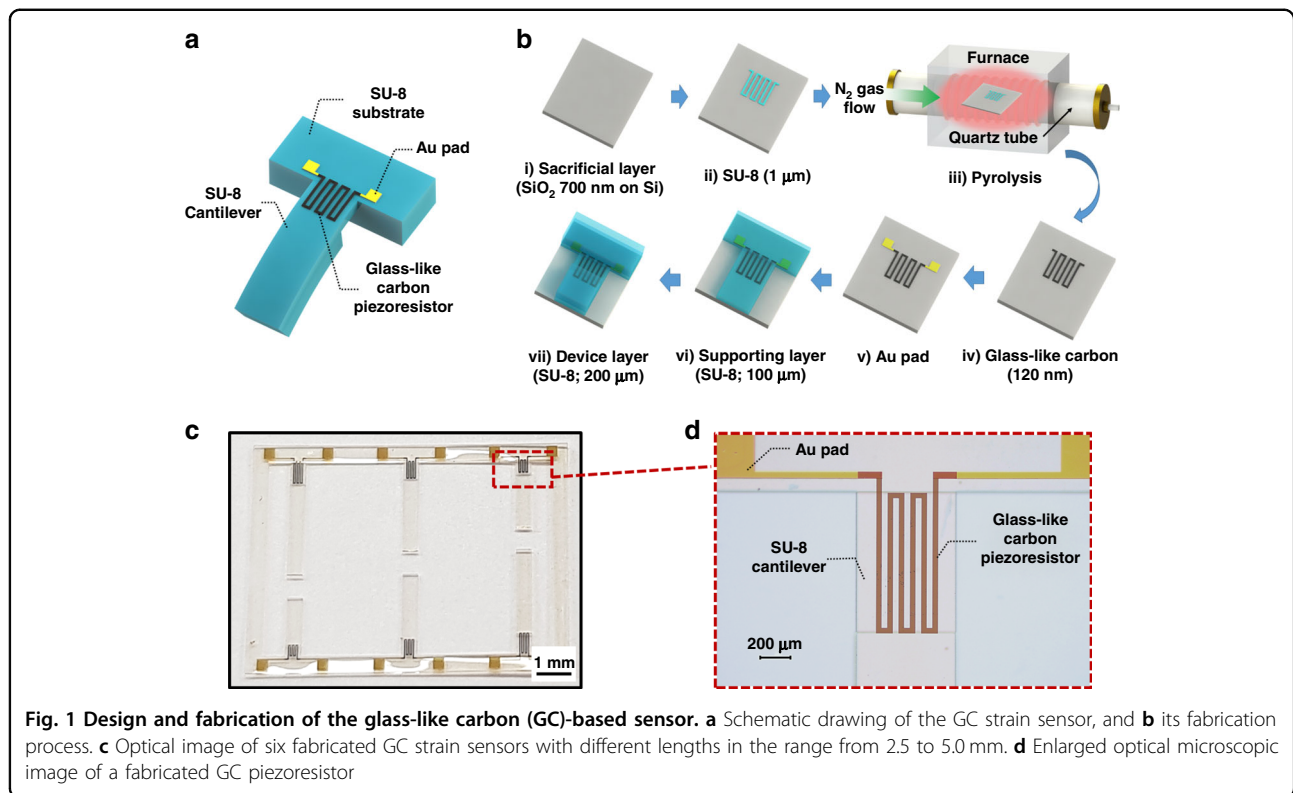 a
SU-8
substrate
Au pad
SU-8
Cantilever
Glass-like
carbon
piezoresistor
b
i) Sacrificial layer
(SiO₂ 700 nm on Si)
ii) SU-8 (1 µm)
Furnace
N₂ gas
flow
Quartz tube
iii) Pyrolysis
vii) Device layer
(SU-8; 200 µm)
vi) Supporting layer
(SU-8; 100 µm)
v) Au pad
iv) Glass-like carbon
(120 nm)
c
1 mm
d
Au pad
SU-8
cantilever
Glass-like
carbon
piezoresistor
200 µm
Fig. 1 Design and fabrication of the glass-like carbon (GC)-based sensor. a Schematic drawing of the GC strain sensor, and b its fabrication
process. c Optical image of six fabricated GC strain sensors with different lengths in the range from 2.5 to 5.0 mm. d Enlarged optical microscopic
image of a fabricated GC piezoresistor